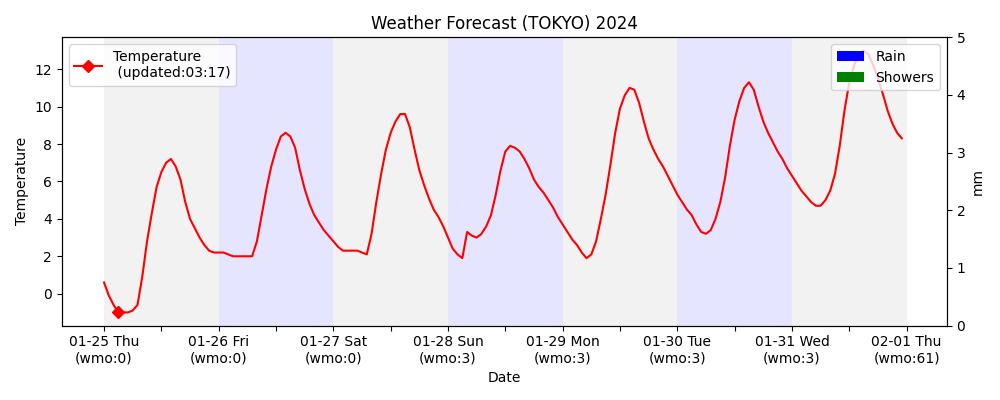 Weather Forecast (TOKYO) 2024
Temperature
(updated:03:17)
Rain
Showers
Temperature
12
10
8
6
4
2
0
5
4
3
2
1
0
mm
01-25 Thu
(wmo:0)
01-26 Fri
(wmo:0)
01-27 Sat
(wmo:0)
01-28 Sun
(wmo:3)
01-29 Mon
(wmo:3)
01-30 Tue
(wmo:3)
01-31 Wed
(wmo:3)
02-01 Thu
(wmo:61)
Date